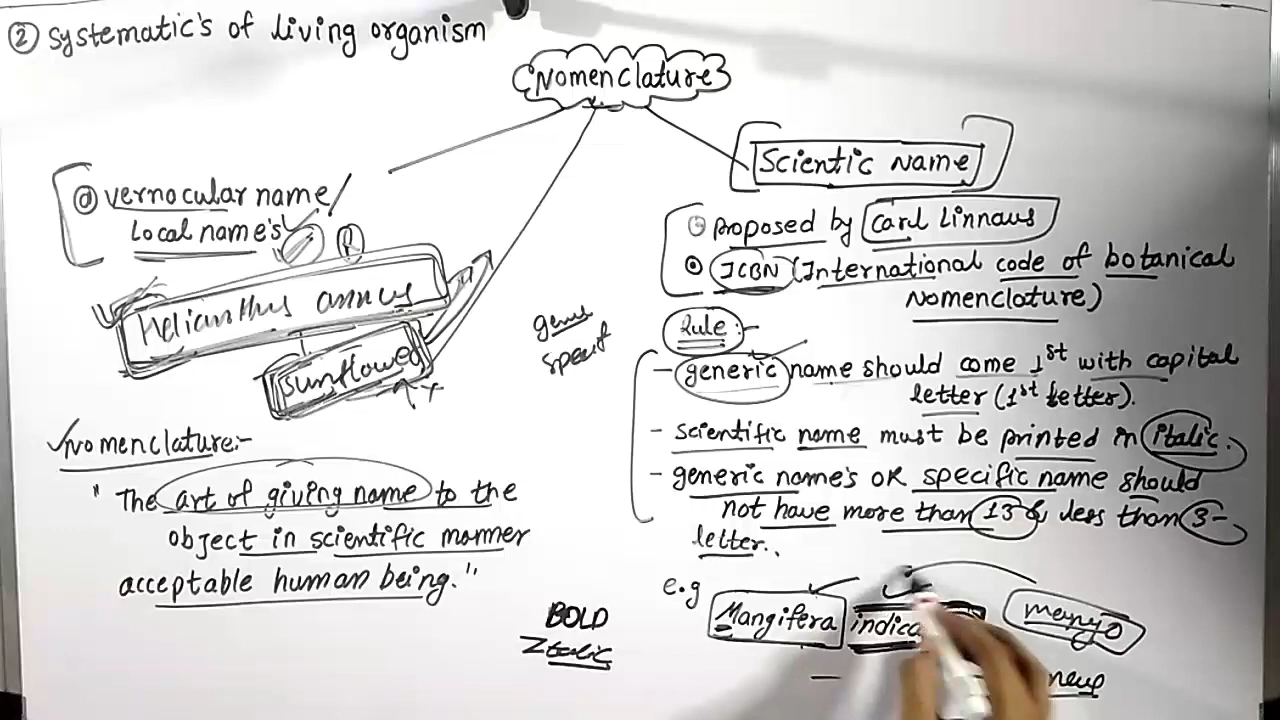 ② systematic's of living organism
Nomenclature
ⓐ vernocular name
Local name's
R
Helianthus annus
sunflower
Nomenclature:-
" The art of giving name to the
object in scientific manner
acceptable human being."
BOLD
Italic
genus
Scientic Name
proposed by Carl Linnaus
ICBN (International code of botanical
Nomenclature)
Rule:-
- generic name should come 1st with capital
letter (1st letter).
- scientific name must be printed in italic.
- generic name's OR specific name should
not have more than 13 & less than 3-
letter..
e.g Mangifera indica mango